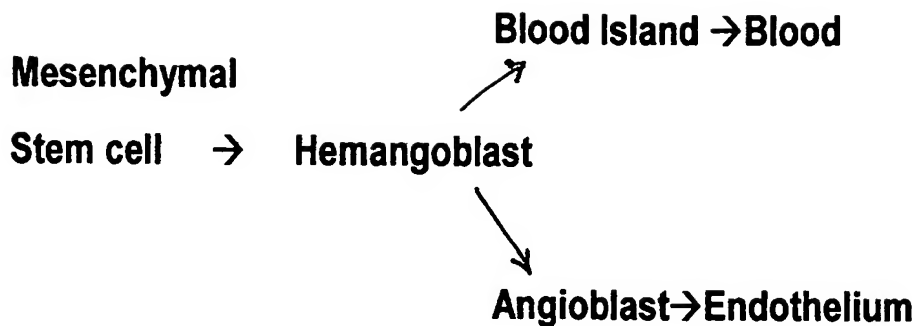 Blood Island →Blood
Mesenchymal
Stem cell → Hemangoblast
Angioblast→Endothelium